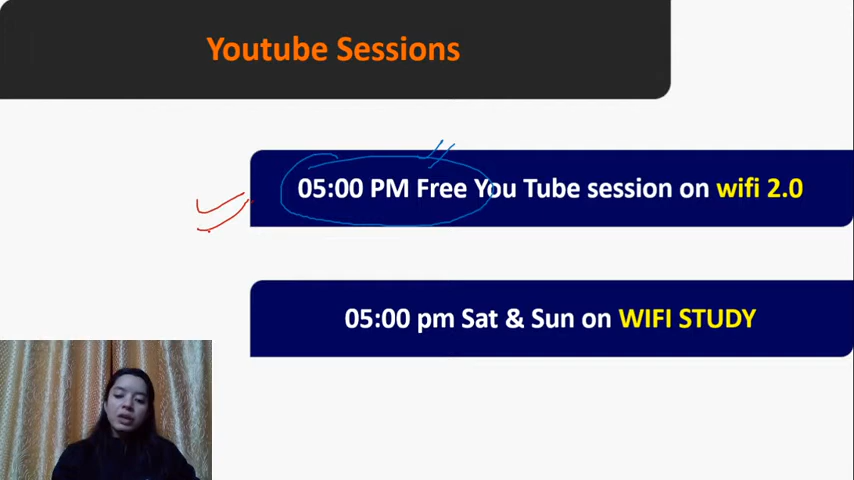 Youtube Sessions
05:00 PM Free You Tube session on wifi 2.0
05:00 pm Sat & Sun on WIFI STUDY